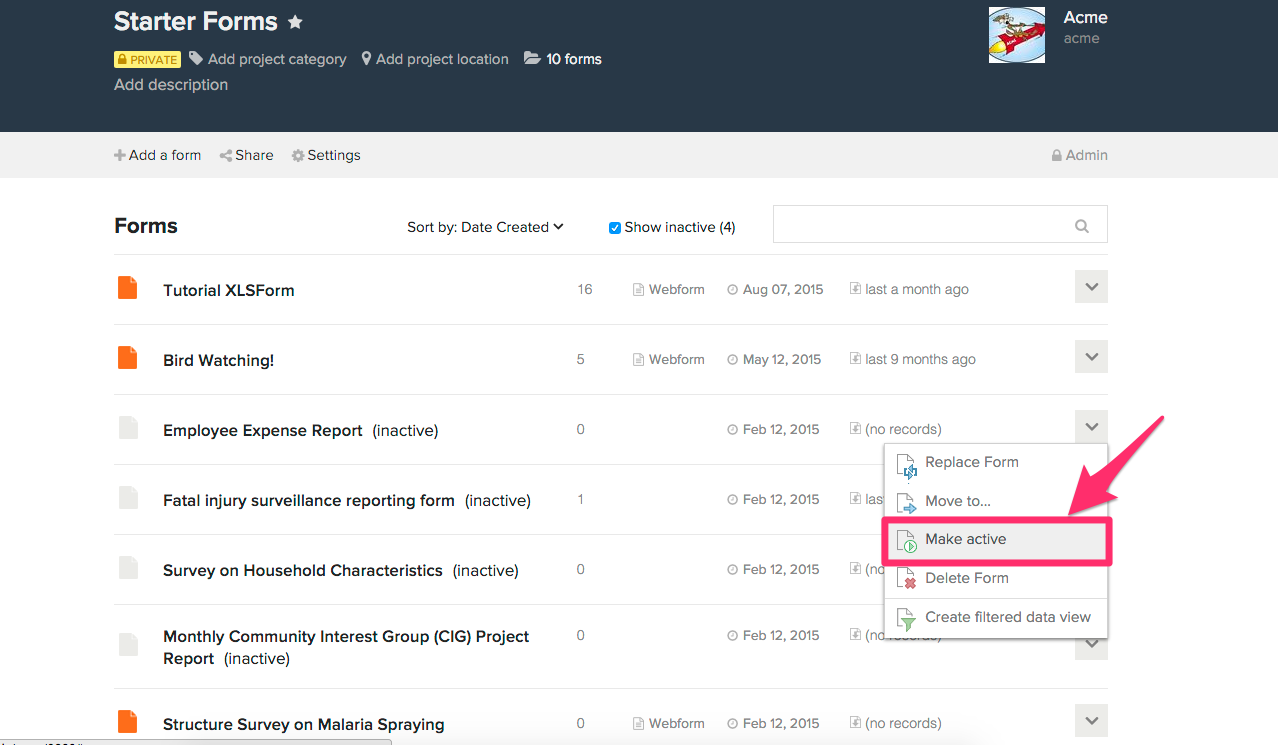 Starter Forms
Acme
acme
PRIVATE Add project category Add project location 10 forms
Add description
Add a form Share Settings Admin
Forms Sort by: Date Created Show inactive (4)
Tutorial XLSForm 16 Webform Aug 07, 2015 last a month ago
Bird Watching! 5 Webform May 12, 2015 last 9 months ago
Employee Expense Report (inactive) 0 Feb 12, 2015 (no records)
Replace Form
Fatal injury surveillance reporting form (inactive) 1 Feb 12, 2015 las
Move to...
Make active
Survey on Household Characteristics (inactive) 0 Feb 12, 2015 (no
Delete Form
Create filtered data view
Monthly Community Interest Group (CIG) Project 0 Feb 12, 2015 (no records)
Report (inactive)
Structure Survey on Malaria Spraying 0 Webform Feb 12, 2015 (no records)